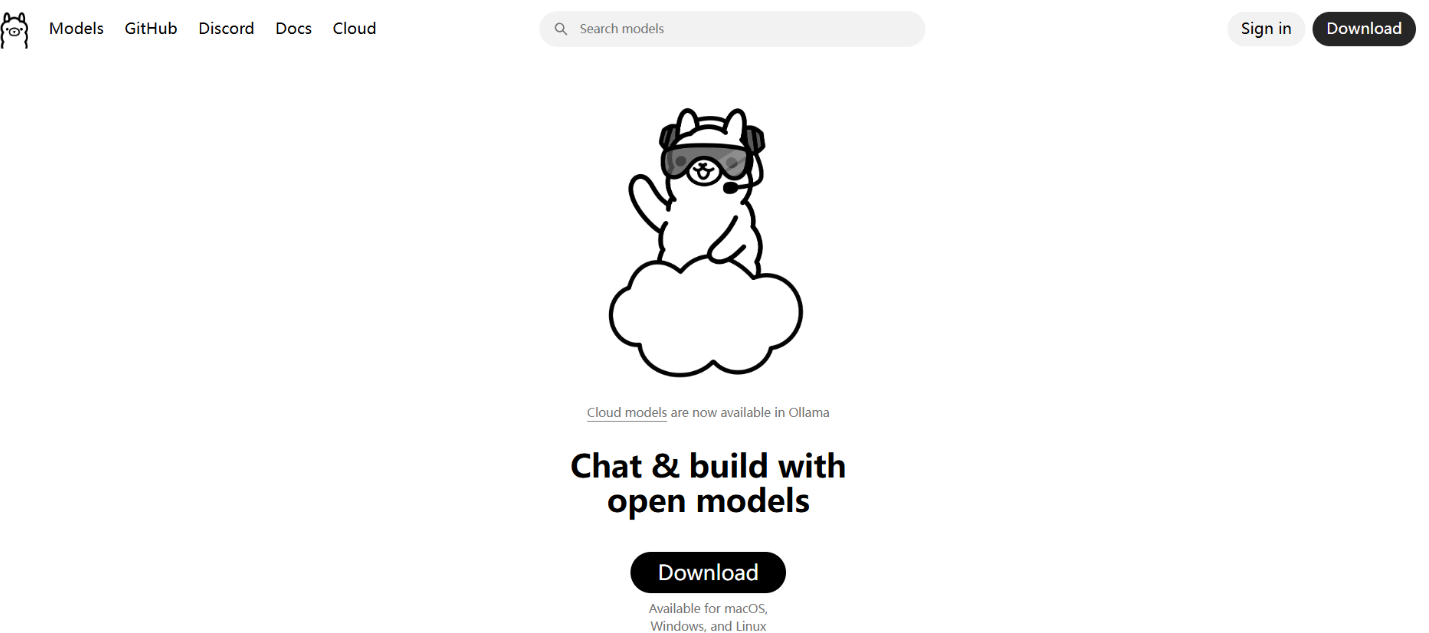 Models GitHub Discord Docs Cloud Search models Sign in Download
Cloud models are now available in Ollama
Chat & build with
open models
Download
Available for macOS,
Windows, and Linux